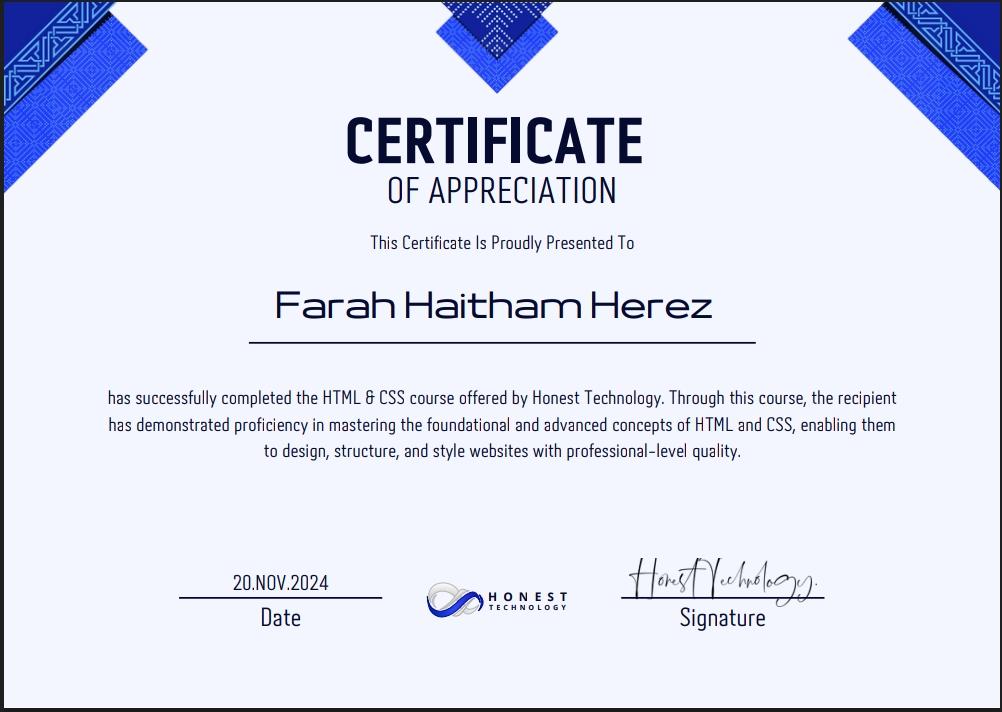 CERTIFICATE
OF APPRECIATION
This Certificate Is Proudly Presented To
Farah Haitham Herez
has successfully completed the HTML & CSS course offered by Honest Technology. Through this course, the recipient
has demonstrated proficiency in mastering the foundational and advanced concepts of HTML and CSS, enabling them
to design, structure, and style websites with professional-level quality.
20.NOV.2024
Date
HONEST
TECHNOLOGY
Honest Technology.
Signature